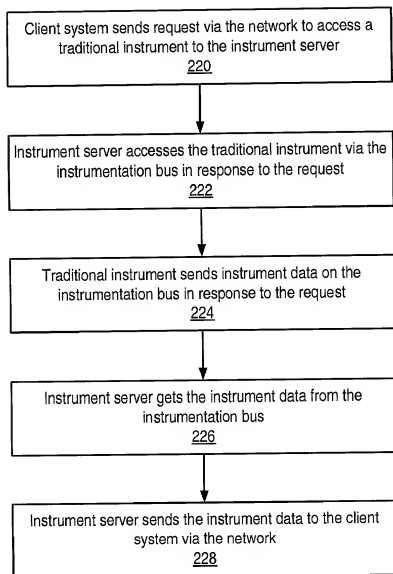 Client system sends request via the network to access a
traditional instrument to the instrument server
220
Instrument server accesses the traditional instrument via the
instrumentation bus in response to the request
222
Traditional instrument sends instrument data on the
instrumentation bus in response to the request
224
Instrument server gets the instrument data from the
instrumentation bus
226
Instrument server sends the instrument data to the client
system via the network
228